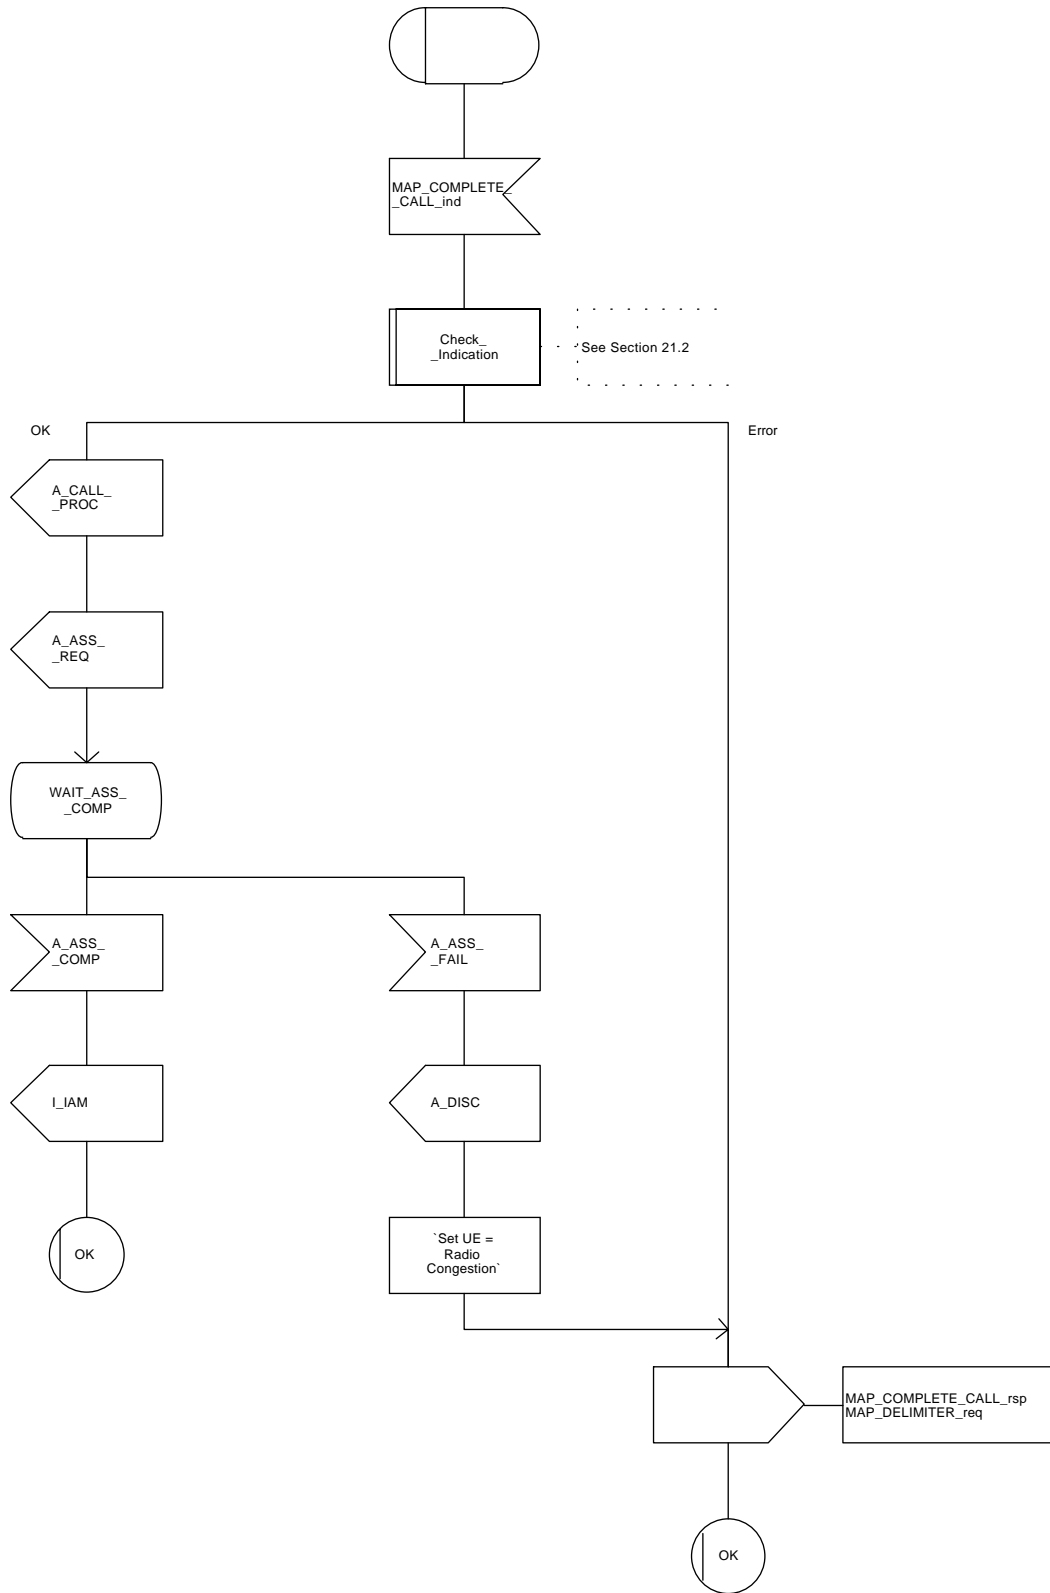 MAP_COMPLETE_
_CALL_ind
Check_
_Indication
See Section 21.2
OK
Error
A_CALL_
_PROC
A_ASS_
_REQ
WAIT_ASS_
_COMP
A_ASS_
_COMP
A_ASS_
_FAIL
I_IAM
A_DISC
OK
`Set UE =
Radio
Congestion`
MAP_COMPLETE_CALL_rsp
MAP_DELIMITER_req
OK